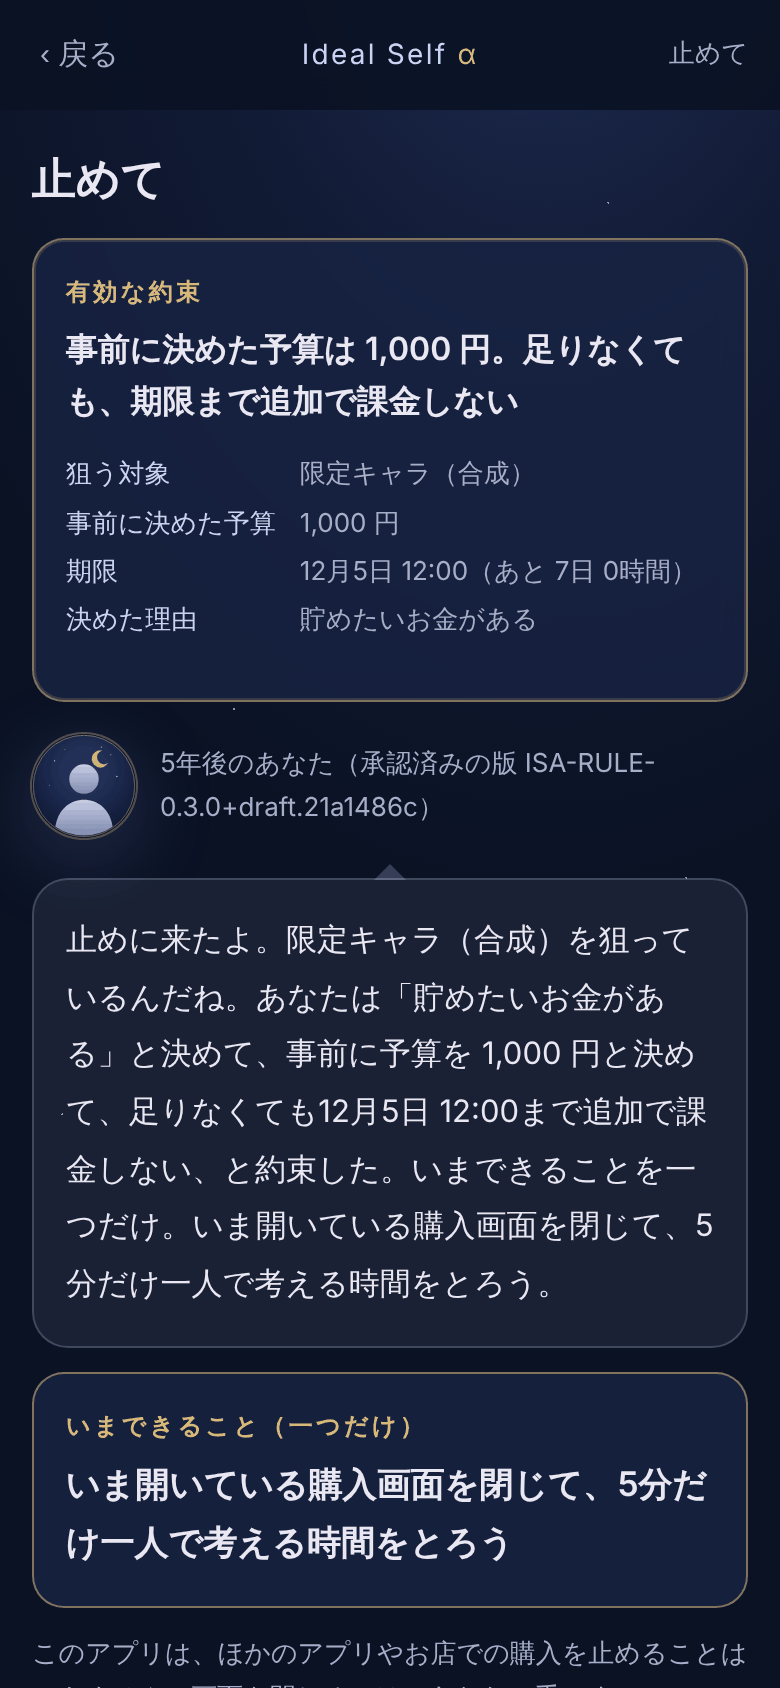 ‹ 戻る
Ideal Self α
止めて
止めて
有効な約束
事前に決めた予算は 1,000 円。足りなくて
も、期限まで追加で課金しない
狙う対象 限定キャラ（合成）
事前に決めた予算 1,000 円
期限 12月5日 12:00（あと 7日 0時間）
決めた理由 貯めたいお金がある
5年後のあなた（承認済みの版 ISA-RULE-
0.3.0+draft.21a1486c）
止めに来たよ。限定キャラ（合成）を狙って
いるんだね。あなたは「貯めたいお金があ
る」と決めて、事前に予算を 1,000 円と決め
て、足りなくても12月5日 12:00まで追加で課
金しない、と約束した。いまできることを一
つだけ。いま開いている購入画面を閉じて、5
分だけ一人で考える時間をとろう。
いまできること（一つだけ）
いま開いている購入画面を閉じて、5分だ
け一人で考える時間をとろう
このアプリは、ほかのアプリやお店での購入を止めることは